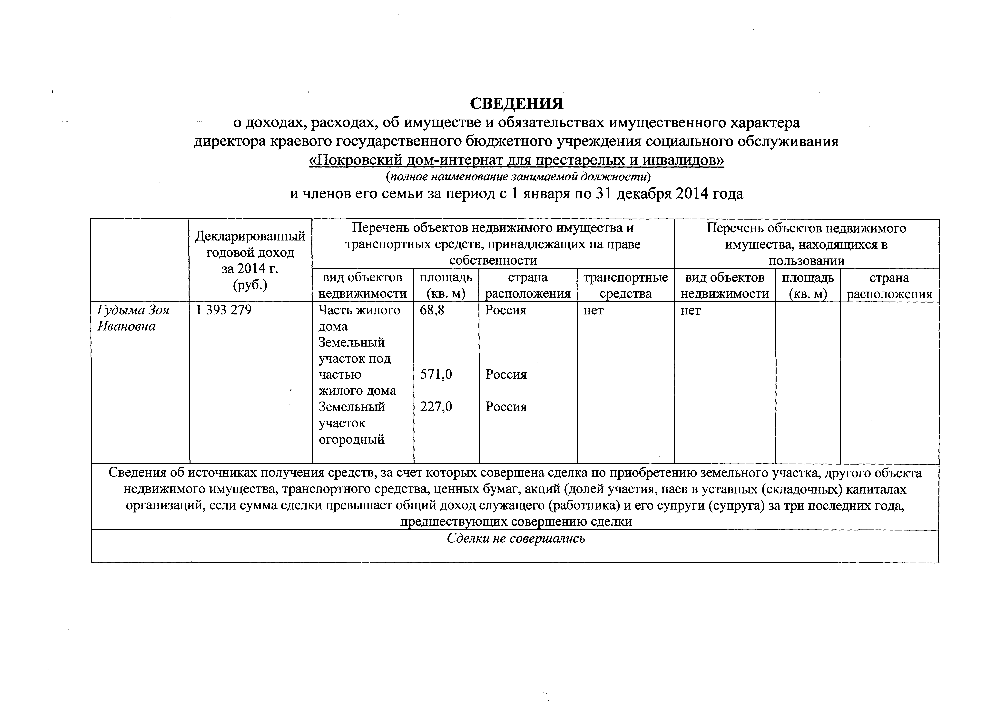 СВЕДЕНИЯ
о доходах, расходах, об имуществе и обязательствах имущественного характера
директора краевого государственного бюджетного учреждения социального обслуживания
«Покровский дом-интернат для престарелых и инвалидов»
(полное наименование занимаемой должности)
и членов его семьи за период с 1 января по 31 декабря 2014 года
Декларированный
годовой доход
за 2014 г.
(руб.)
Перечень объектов недвижимого имущества и
транспортных средств, принадлежащих на праве
собственности
Перечень объектов недвижимого
имущества, находящихся в
пользовании
вид объектов
недвижимости
площадь
(кв. м)
страна
расположения
транспортные
средства
вид объектов
недвижимости
площадь
(кв. м)
страна
расположения
Гудыма Зоя
Ивановна
1 393 279
Часть жилого
дома
Земельный
участок под
частью
жилого дома
Земельный
участок
огородный
68,8
571,0
227,0
Россия
Россия
Россия
нет
нет
Сведения об источниках получения средств, за счет которых совершена сделка по приобретению земельного участка, другого объекта
недвижимого имущества, транспортного средства, ценных бумаг, акций (долей участия, паев в уставных (складочных) капиталах
организаций, если сумма сделки превышает общий доход служащего (работника) и его супруги (супруга) за три последних года,
предшествующих совершению сделки
Сделки не совершались